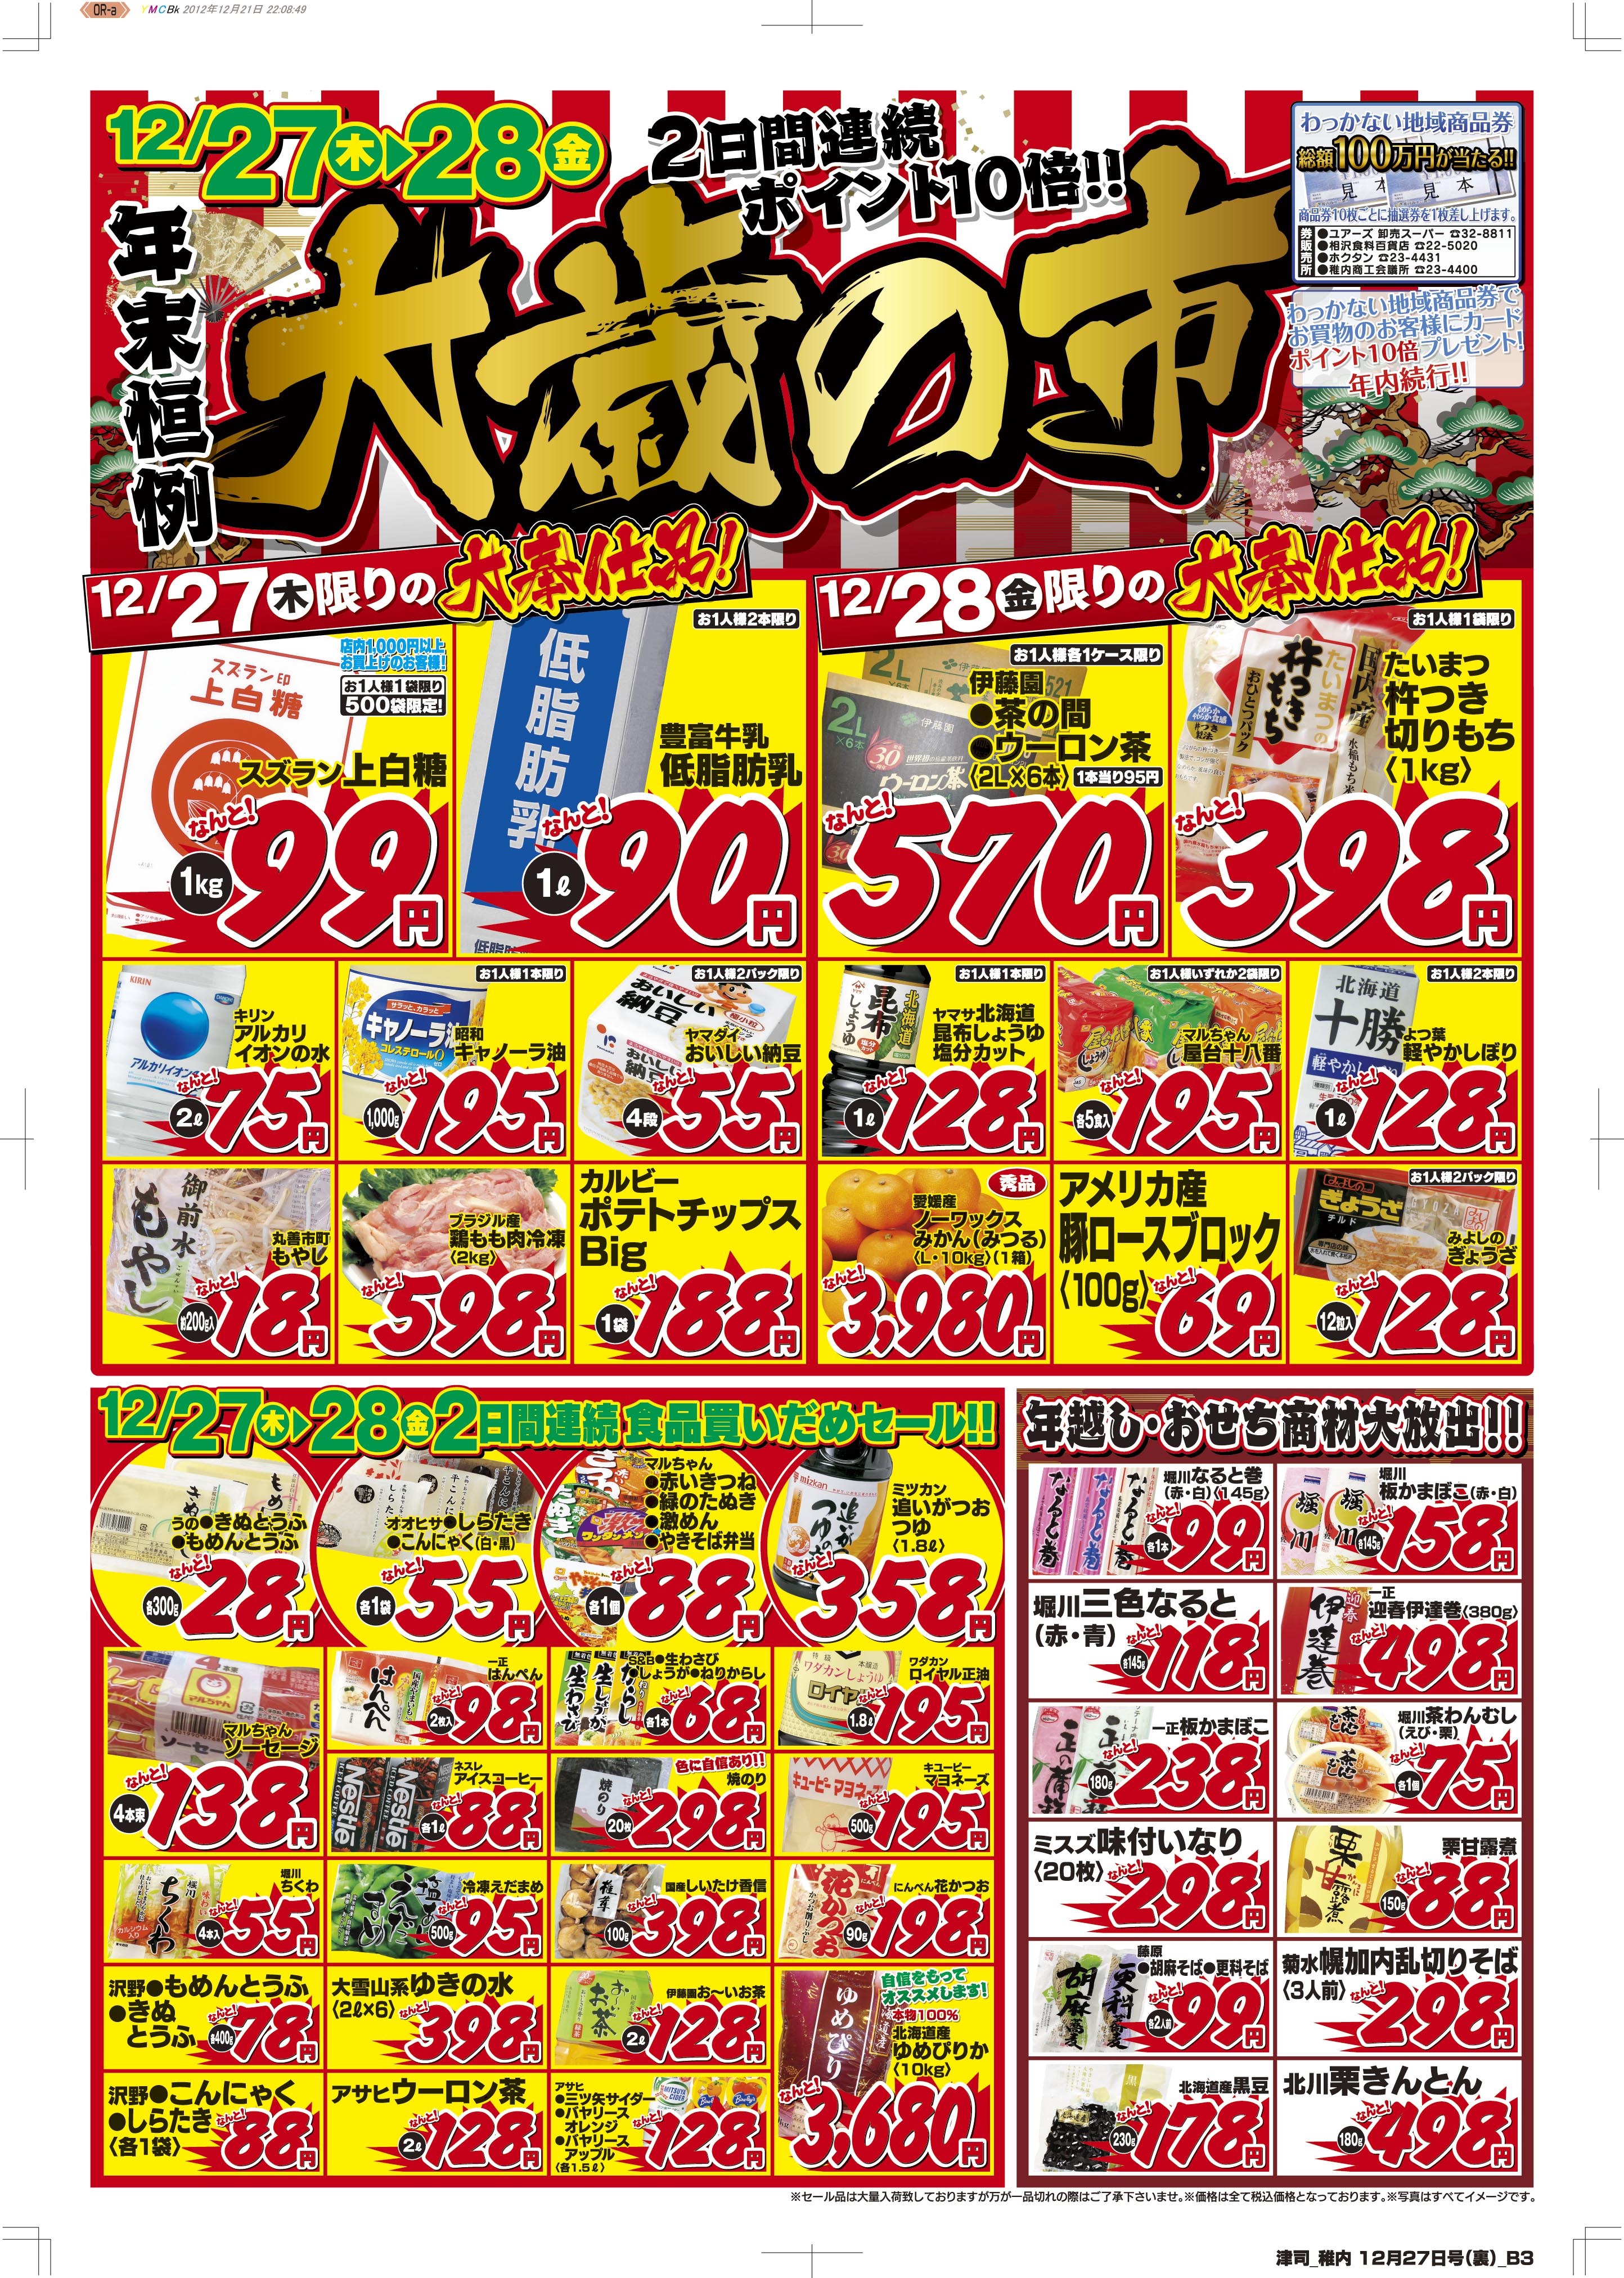 OR-a YMCBk 2012年12月21日 22:08:49
12/27木▶28金
2日間連続
ポイント10倍!!
年末恒例
大歳の市
わっかない地域商品券
総額100万円が当たる!!
見本 見本
商品券10枚ごとに抽選券を1枚差し上げます。
券販売所
●ユアーズ 卸売スーパー ☎32-8811
●相沢食料百貨店 ☎22-5020
●ホクタン ☎23-4431
●稚内商工会議所 ☎23-4400
わっかない地域商品券で
お買物のお客様にカード
ポイント10倍プレゼント!
年内続行!!
12/27木限りの大奉仕品!
店内1,000円以上
お買上げのお客様!
お1人様1袋限り
500袋限定!
スズラン印
上白糖
スズラン上白糖
なんと!
1kg
99円
お1人様2本限り
低脂肪乳
豊富牛乳
低脂肪乳
なんと!
1ℓ
90円
キリン
アルカリ
イオンの水
なんと!
2ℓ
75円
お1人様1本限り
昭和
キャノーラ油
なんと!
1,000g
195円
お1人様2パック限り
ヤマダイ
おいしい納豆
なんと!
4段
55円
丸善市町
もやし
なんと!
約200g入
18円
ブラジル産
鶏もも肉冷凍
〈2kg〉
なんと!
598円
カルビー
ポテトチップス
Big
なんと!
1袋
188円
12/28金限りの大奉仕品!
お1人様各1ケース限り
伊藤園
●茶の間
●ウーロン茶
〈2L×6本〉1本当り95円
なんと!
570円
お1人様1袋限り
たいまつ
杵つき
切りもち
〈1kg〉
なんと!
398円
お1人様1本限り
ヤマサ北海道
昆布しょうゆ
塩分カット
なんと!
1ℓ
128円
お1人様いずれか2袋限り
マルちゃん
屋台十八番
なんと!
各5食入
195円
お1人様2本限り
北海道
十勝
よつ葉
軽やかしぼり
なんと!
1ℓ
128円
秀品
愛媛産
ノーワックス
みかん(みつる)
〈L・10kg〉(1箱)
なんと!
3,980円
アメリカ産
豚ロースブロック
〈100g〉
なんと!
69円
お1人様2パック限り
みよしの
ぎょうざ
なんと!
12粒入
128円
12/27木▶28金2日間連続 食品買いだめセール!!
うの●きぬとうふ
●もめんとうふ
なんと!
各300g
28円
オオヒサ●しらたき
●こんにゃく(白・黒)
なんと!
各1袋
55円
マルちゃん
●赤いきつね
●緑のたぬき
●激めん
●やきそば弁当
なんと!
各1個
88円
ミツカン
追いがつお
つゆ
〈1.8ℓ〉
なんと!
358円
マルちゃん
ソーセージ
なんと!
4本束
138円
一正
はんぺん
なんと!
2枚入
98円
S&B●生わさび
●しょうが●ねりからし
なんと!
各1本
68円
ワダカン
ロイヤル正油
なんと!
1.8ℓ
195円
ネスレ
アイスコーヒー
なんと!
各1ℓ
88円
色に自信あり!!
焼のり
なんと!
20枚
298円
キユーピー
マヨネーズ
なんと!
500g
195円
堀川
ちくわ
なんと!
4本入
55円
冷凍えだまめ
なんと!
500g
95円
国産しいたけ香信
なんと!
100g
398円
にんべん花かつお
なんと!
90g
198円
沢野●もめんとうふ
●きぬ
とうふ
なんと!
各400g
78円
大雪山系ゆきの水
〈2ℓ×6〉
なんと!
398円
伊藤園お〜いお茶
なんと!
2ℓ
128円
自信をもって
オススメします!
本物100%
北海道産
ゆめぴりか
〈10kg〉
なんと!
3,680円
沢野●こんにゃく
●しらたき
〈各1袋〉
なんと!
88円
アサヒウーロン茶
なんと!
2ℓ
128円
アサヒ
●三ツ矢サイダー
●バヤリース
オレンジ
●バヤリース
アップル
〈各1.5ℓ〉
なんと!
128円
年越し・おせち商材大放出!!
堀川なると巻
(赤・白)〈145g〉
なんと!
各1本
99円
堀川
板かまぼこ(赤・白)
なんと!
各145g
158円
堀川三色なると
(赤・青)
なんと!
各145g
118円
一正
迎春伊達巻〈380g〉
なんと!
498円
一正板かまぼこ
なんと!
180g
238円
堀川茶わんむし
(えび・栗)
なんと!
各1個
75円
ミスズ味付いなり
〈20枚〉
なんと!
298円
栗甘露煮
なんと!
150g
88円
藤原
●胡麻そば●更科そば
なんと!
各2人前
99円
菊水幌加内乱切りそば
〈3人前〉
なんと!
298円
北海道産黒豆
なんと!
230g
178円
北川栗きんとん
なんと!
180g
498円
※セール品は大量入荷致しておりますが万が一品切れの際はご了承下さいませ。※価格は全て税込価格となっております。※写真はすべてイメージです。
津司_稚内 12月27日号(裏)_B3